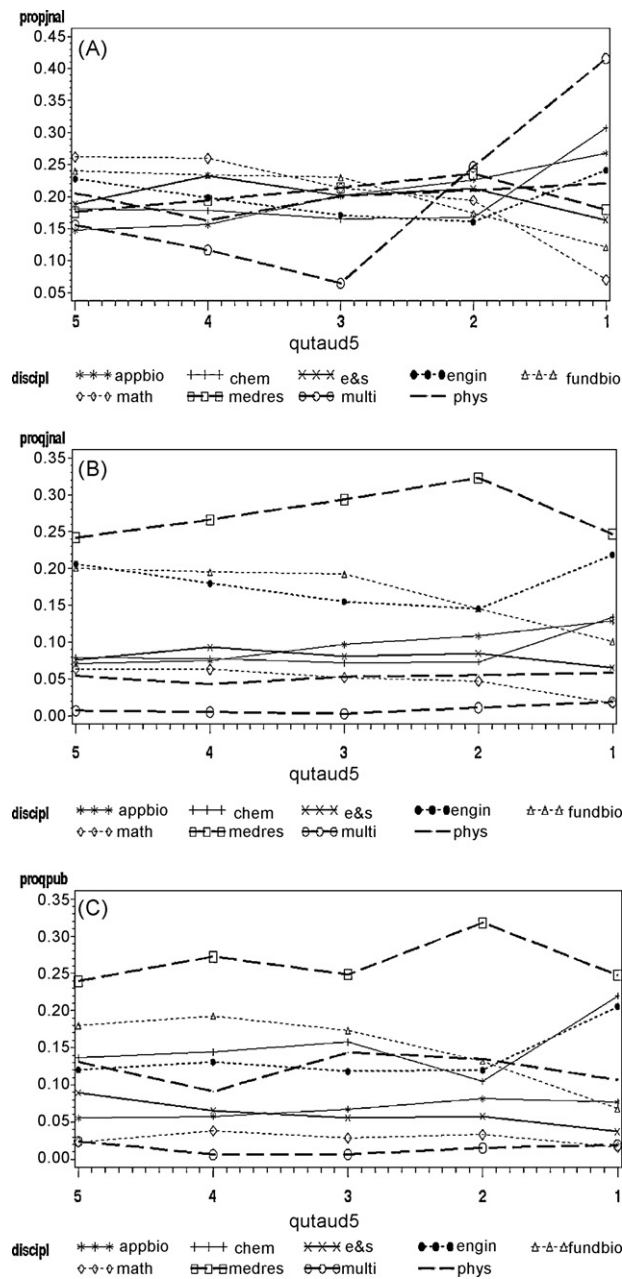 propjnal
(A)
0.45
0.40
0.35
0.30
0.25
0.20
0.15
0.10
0.05
5 4 3 2 1
qutaud5
discipl appbio chem e&s engin fundbio
math medres multi phys
proqjnal
(B)
0.35
0.30
0.25
0.20
0.15
0.10
0.05
0.00
5 4 3 2 1
qutaud5
discipl appbio chem e&s engin fundbio
math medres multi phys
proqpub
(C)
0.35
0.30
0.25
0.20
0.15
0.10
0.05
0.00
5 4 3 2 1
qutaud5
discipl appbio chem e&s engin fundbio
math medres multi phys